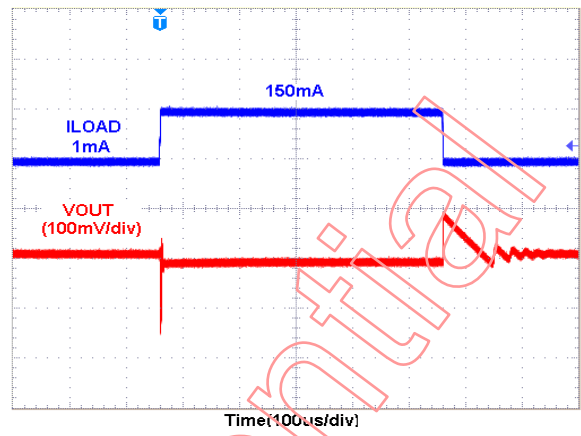 T
150mA
ILOAD
1mA
VOUT
(100mV/div)
Time(100us/div)